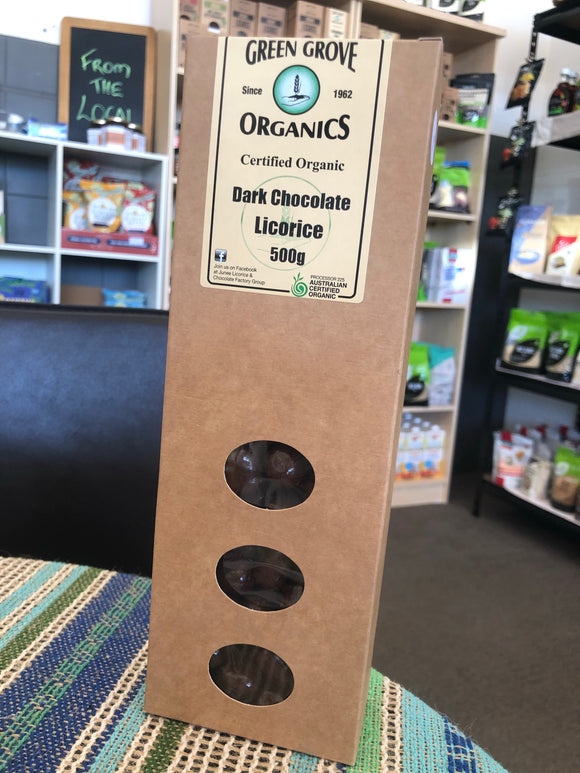 FROM
THE
LOCAL
GREEN GROVE
Since 1962
ORGANICS
Certified Organic
Dark Chocolate
Licorice
500g
Join us on Facebook
at Junee Licorice &
Chocolate Factory Group
PROCESSOR 225
AUSTRALIAN
CERTIFIED
ORGANIC